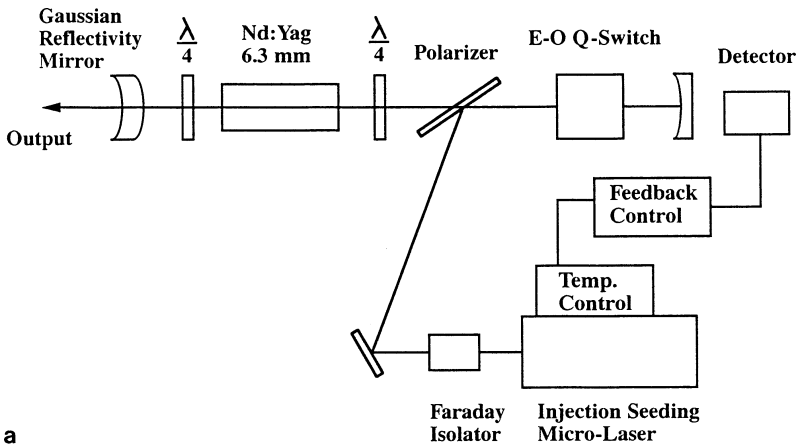 Gaussian
Reflectivity
Mirror
λ
4
Nd:Yag
6.3 mm
λ
4
Polarizer
E-O Q-Switch
Detector
Output
Feedback
Control
Temp.
Control
Faraday
Isolator
Injection Seeding
Micro-Laser
a